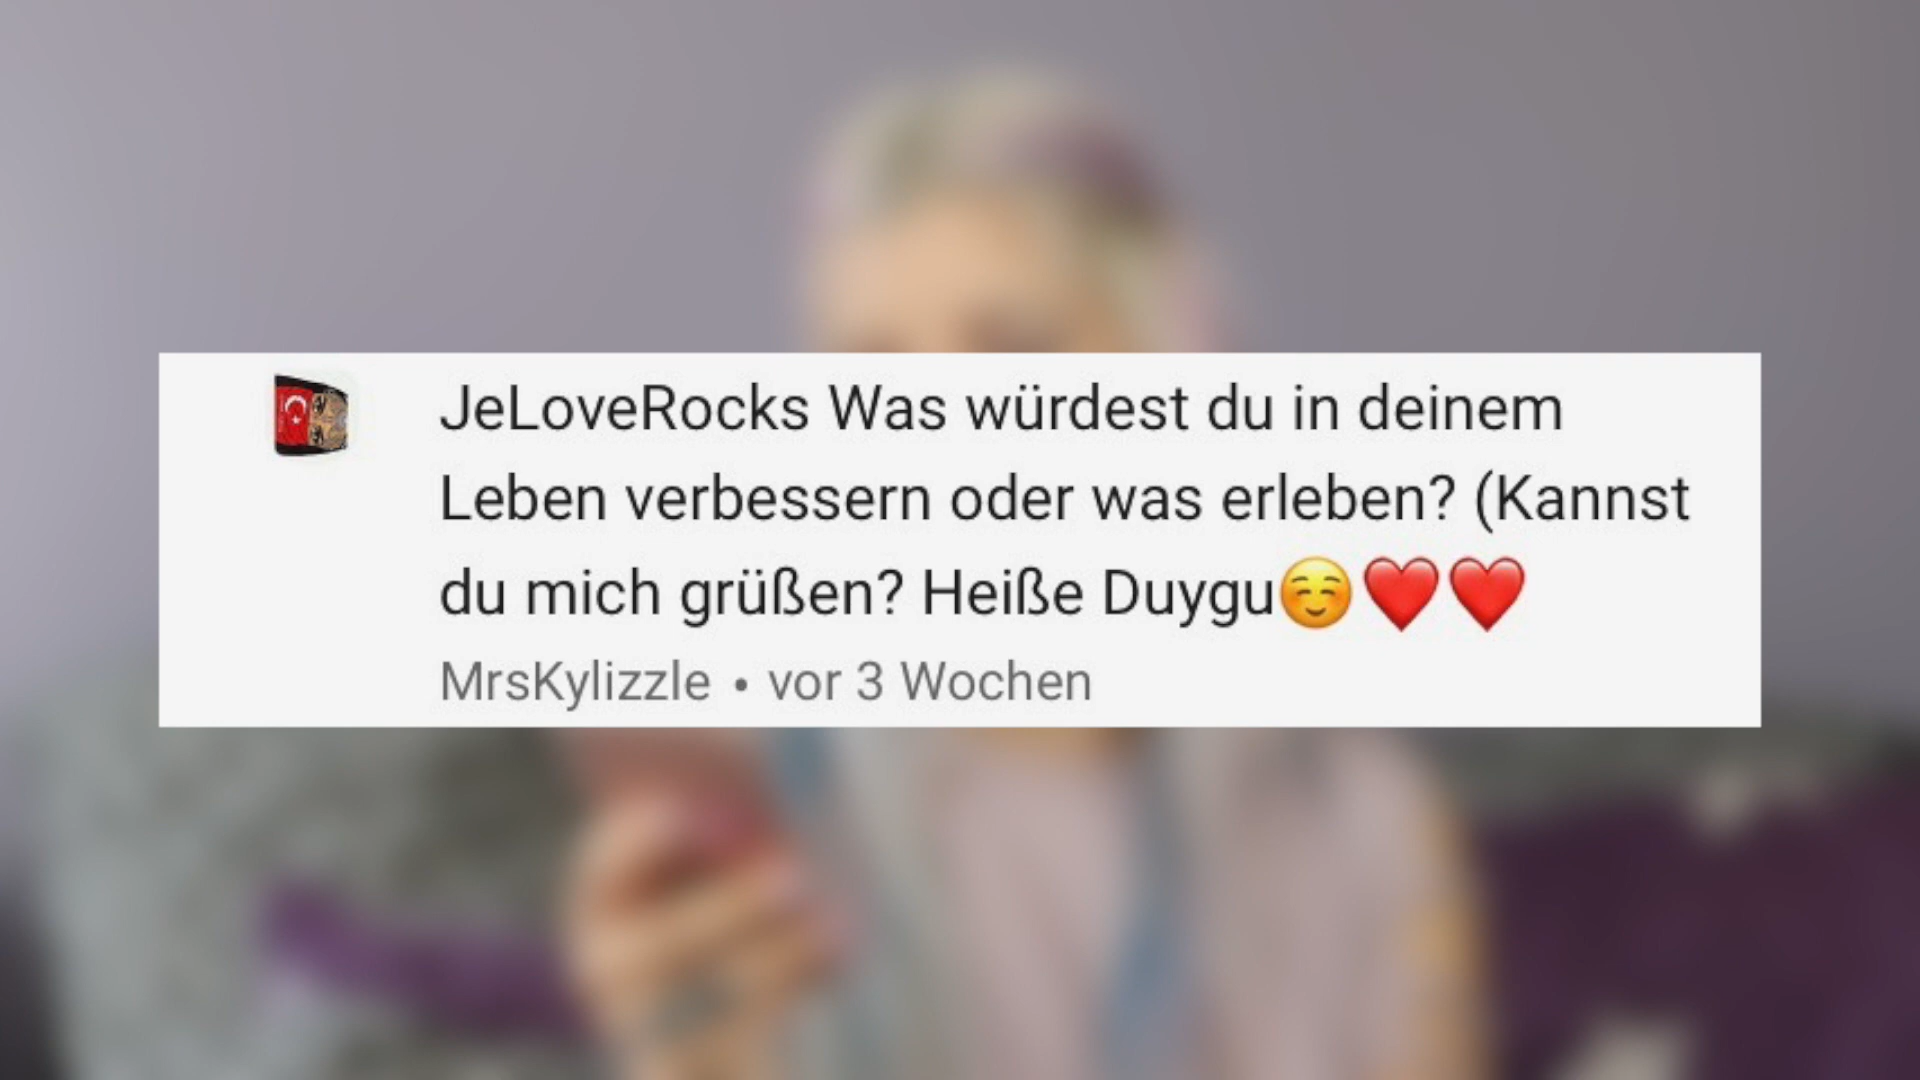 JeLoveRocks Was würdest du in deinem
Leben verbessern oder was erleben? (Kannst
du mich grüßen? Heiße Duygu☺️❤️❤️
MrsKylizzle • vor 3 Wochen